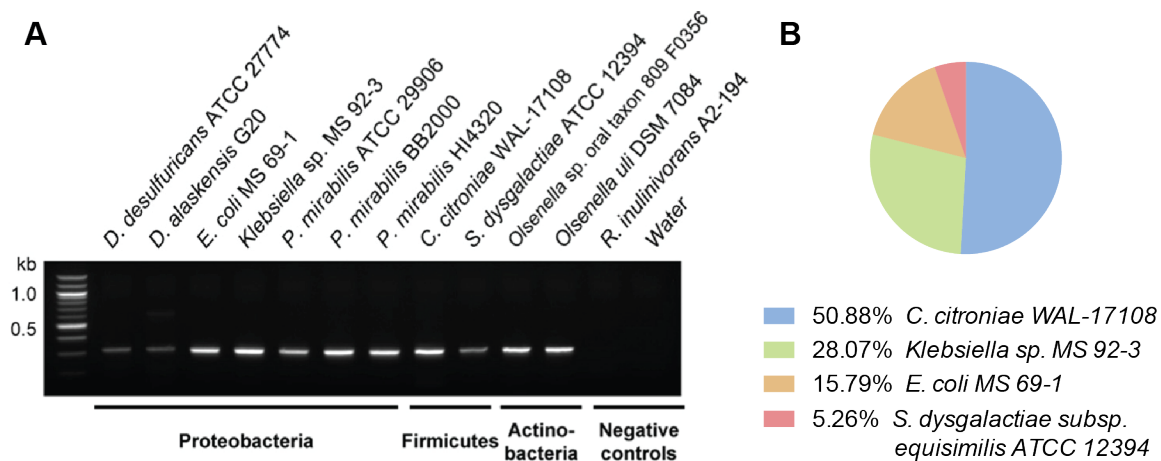 A
D. desulfuricans ATCC 27774
D. alaskensis G20
E. coli MS 69-1
Klebsiella sp. MS 92-3
P. mirabilis ATCC 29906
P. mirabilis BB2000
P. mirabilis HI4320
C. citroniae WAL-17108
S. dysgalactiae ATCC 12394
Olsenella sp. oral taxon 809 F0356
Olsenella uli DSM 7084
R. inulinivorans A2-194
Water
kb
1.0
0.5
Proteobacteria
Firmicutes
Actino-
bacteria
Negative
controls
B
50.88% C. citroniae WAL-17108
28.07% Klebsiella sp. MS 92-3
15.79% E. coli MS 69-1
5.26% S. dysgalactiae subsp.
equisimilis ATCC 12394